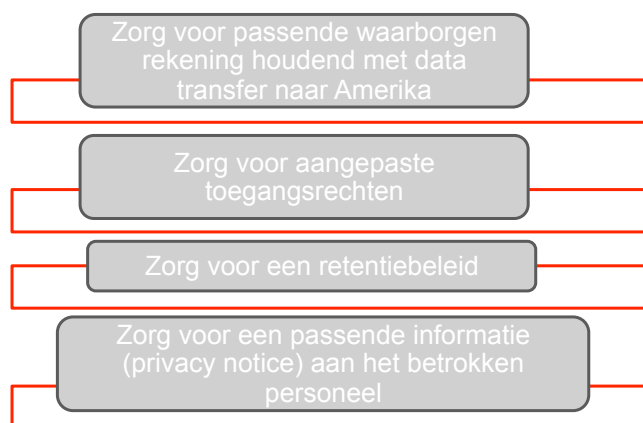 Zorg voor passende waarborgen
rekening houdend met data
transfer naar Amerika
Zorg voor aangepaste
toegangsrechten
Zorg voor een retentiebeleid
Zorg voor een passende informatie
(privacy notice) aan het betrokken
personeel